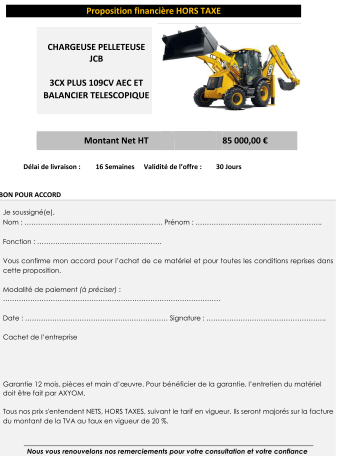 Proposition financière HORS TAXE
CHARGEUSE PELLETEUSE
JCB
3CX PLUS 109CV AEC ET
BALANCIER TELESCOPIQUE
Montant Net HT 85 000,00 €
Délai de livraison : 16 Semaines Validité de l'offre : 30 Jours
BON POUR ACCORD
Je soussigné(e),
Nom : ................................................................ Prénom : ...........................................................
Fonction : ..........................................................
Vous confirme mon accord pour l'achat de ce matériel et pour toutes les conditions reprises dans
cette proposition.
Modalité de paiement (à préciser) :
.....................................................................................................
Date : .................................................................. Signature : ........................................................
Cachet de l'entreprise
Garantie 12 mois, pièces et main d'œuvre. Pour bénéficier de la garantie, l'entretien du matériel
doit être fait par AXYOM.
Tous nos prix s'entendent NETS, HORS TAXES, suivant le tarif en vigueur. Ils seront majorés sur la facture
du montant de la TVA au taux en vigueur de 20 %.
Nous vous renouvelons nos remerciements pour votre consultation et votre confiance